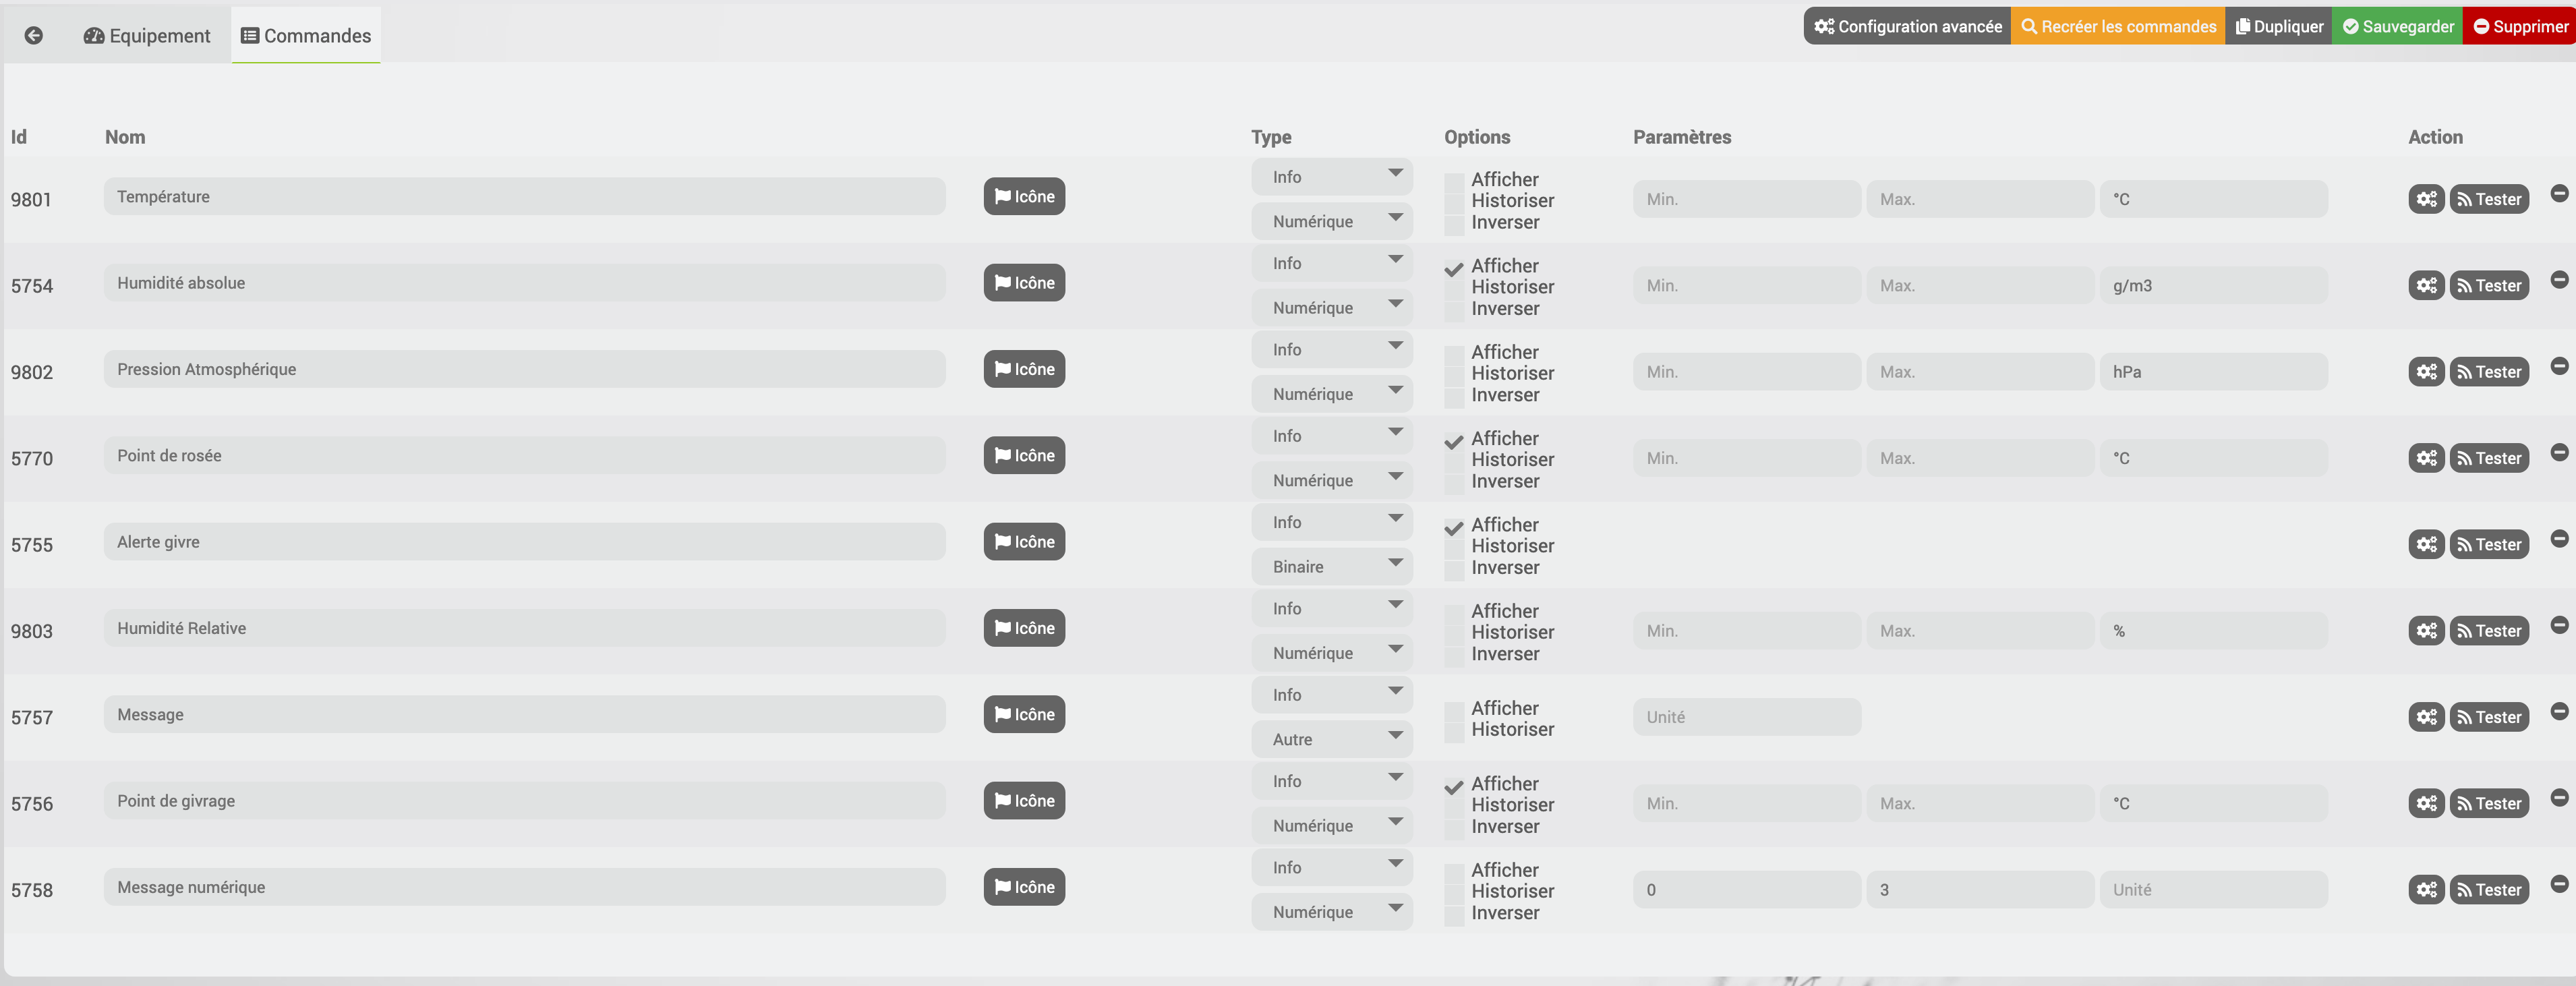 Equipement
Commandes
Configuration avancée
Recréer les commandes
Dupliquer
Sauvegarder
Supprimer
Id Nom Type Options Paramètres Action
9801 Température Icône Info Numérique Afficher Historiser Inverser Min. Max. °C Tester
5754 Humidité absolue Icône Info Numérique Afficher Historiser Inverser Min. Max. g/m3 Tester
9802 Pression Atmosphérique Icône Info Numérique Afficher Historiser Inverser Min. Max. hPa Tester
5770 Point de rosée Icône Info Numérique Afficher Historiser Inverser Min. Max. °C Tester
5755 Alerte givre Icône Info Binaire Afficher Historiser Inverser Tester
9803 Humidité Relative Icône Info Numérique Afficher Historiser Inverser Min. Max. % Tester
5757 Message Icône Info Autre Afficher Historiser Unité Tester
5756 Point de givrage Icône Info Numérique Afficher Historiser Inverser Min. Max. °C Tester
5758 Message numérique Icône Info Numérique Afficher Historiser Inverser 0 3 Unité Tester